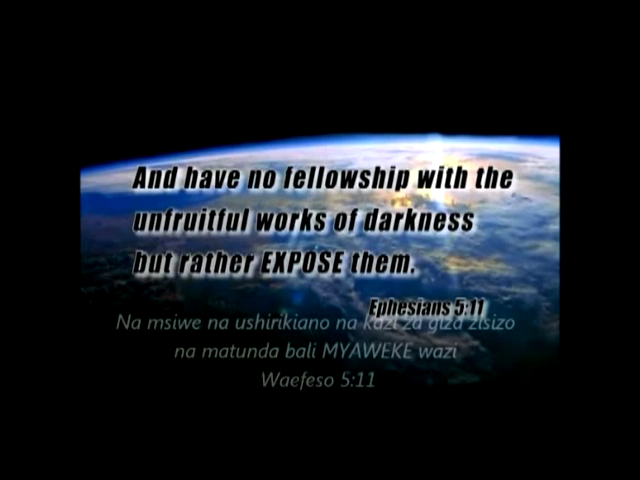 And have no fellowship with the
unfruitful works of darkness
but rather EXPOSE them.
Ephesians 5:11
Na msiwe na ushirikiano na kazi za giza zisizo
na matunda bali MYAWEKE wazi
Waefeso 5:11